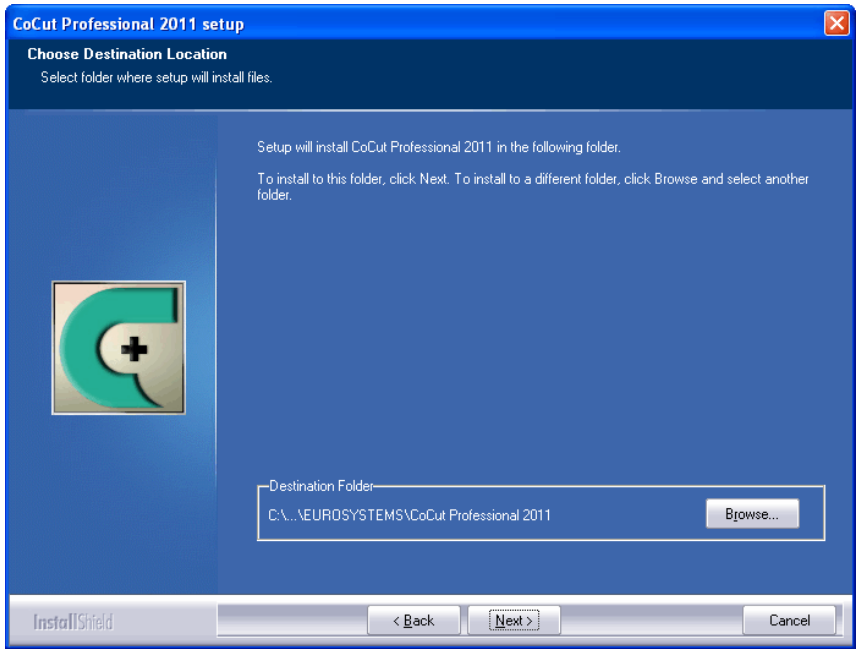 CoCut Professional 2011 setup
Choose Destination Location
Select folder where setup will install files.
Setup will install CoCut Professional 2011 in the following folder.
To install to this folder, click Next. To install to a different folder, click Browse and select another
folder.
Destination Folder
C:\...\EUROSYSTEMS\CoCut Professional 2011
Browse...
InstallShield
< Back
Next >
Cancel